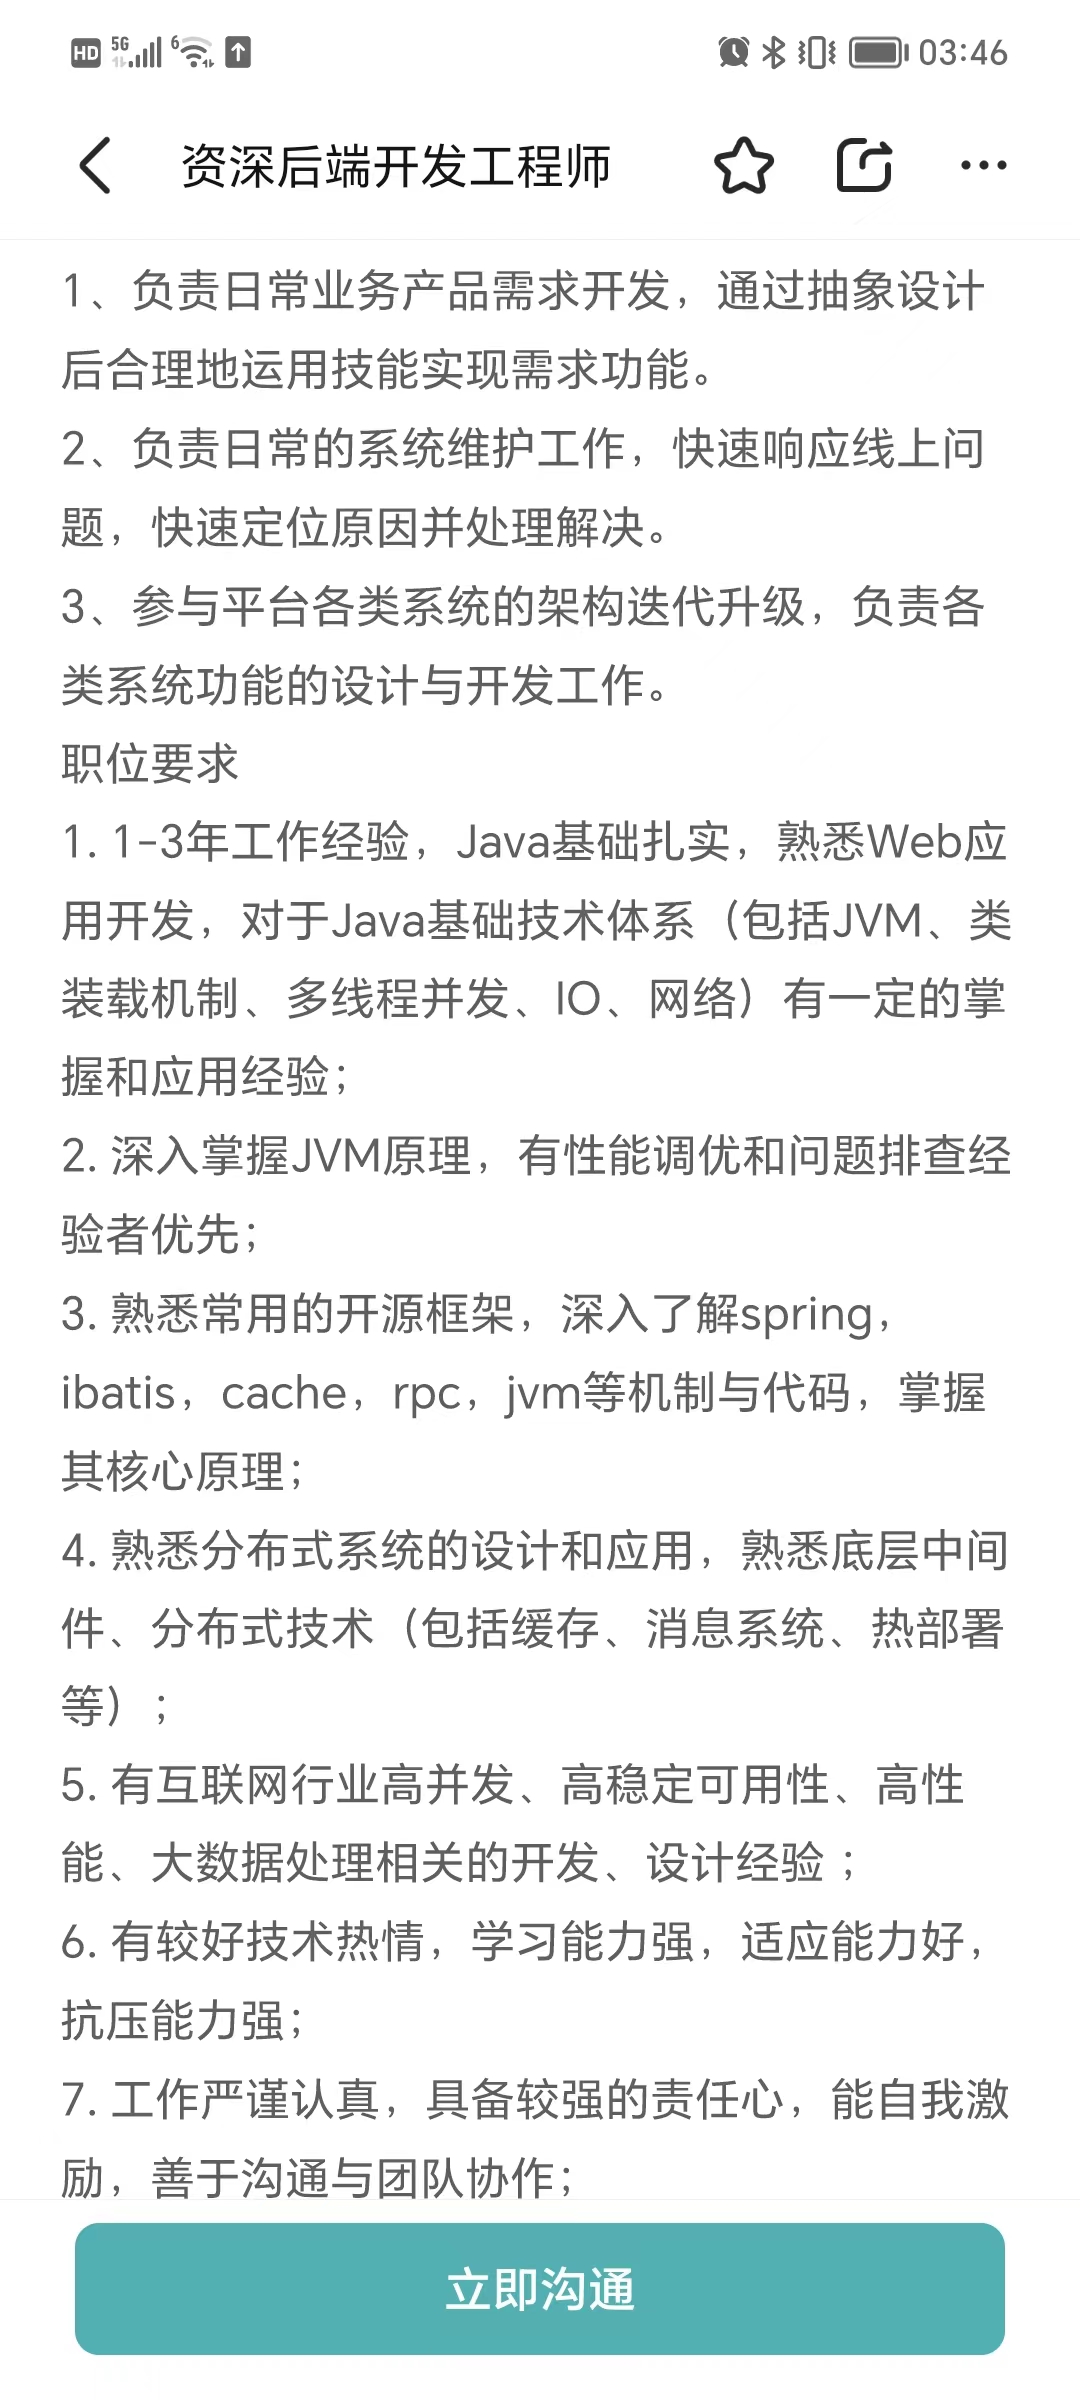 HD 5G 6 03:46
资深后端开发工程师
1、负责日常业务产品需求开发，通过抽象设计
后合理地运用技能实现需求功能。
2、负责日常的系统维护工作，快速响应线上问
题，快速定位原因并处理解决。
3、参与平台各类系统的架构迭代升级，负责各
类系统功能的设计与开发工作。
职位要求
1. 1-3年工作经验，Java基础扎实，熟悉Web应
用开发，对于Java基础技术体系（包括JVM、类
装载机制、多线程并发、IO、网络）有一定的掌
握和应用经验；
2. 深入掌握JVM原理，有性能调优和问题排查经
验者优先；
3. 熟悉常用的开源框架，深入了解spring，
ibatis，cache，rpc，jvm等机制与代码，掌握
其核心原理；
4. 熟悉分布式系统的设计和应用，熟悉底层中间
件、分布式技术（包括缓存、消息系统、热部署
等）；
5. 有互联网行业高并发、高稳定可用性、高性
能、大数据处理相关的开发、设计经验 ；
6. 有较好技术热情，学习能力强，适应能力好，
抗压能力强；
7. 工作严谨认真，具备较强的责任心，能自我激
励，善于沟通与团队协作；
立即沟通